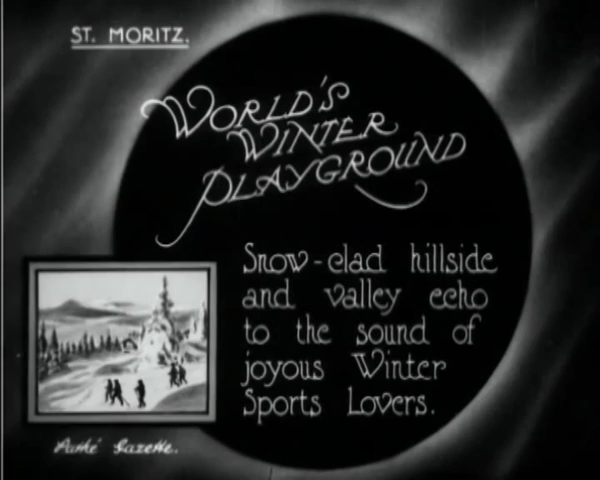 ST. MORITZ.
WORLD'S
WINTER
PLAYGROUND
Snow-clad hillside
and valley echo
to the sound of
joyous Winter
Sports Lovers.
Pathé Gazette.